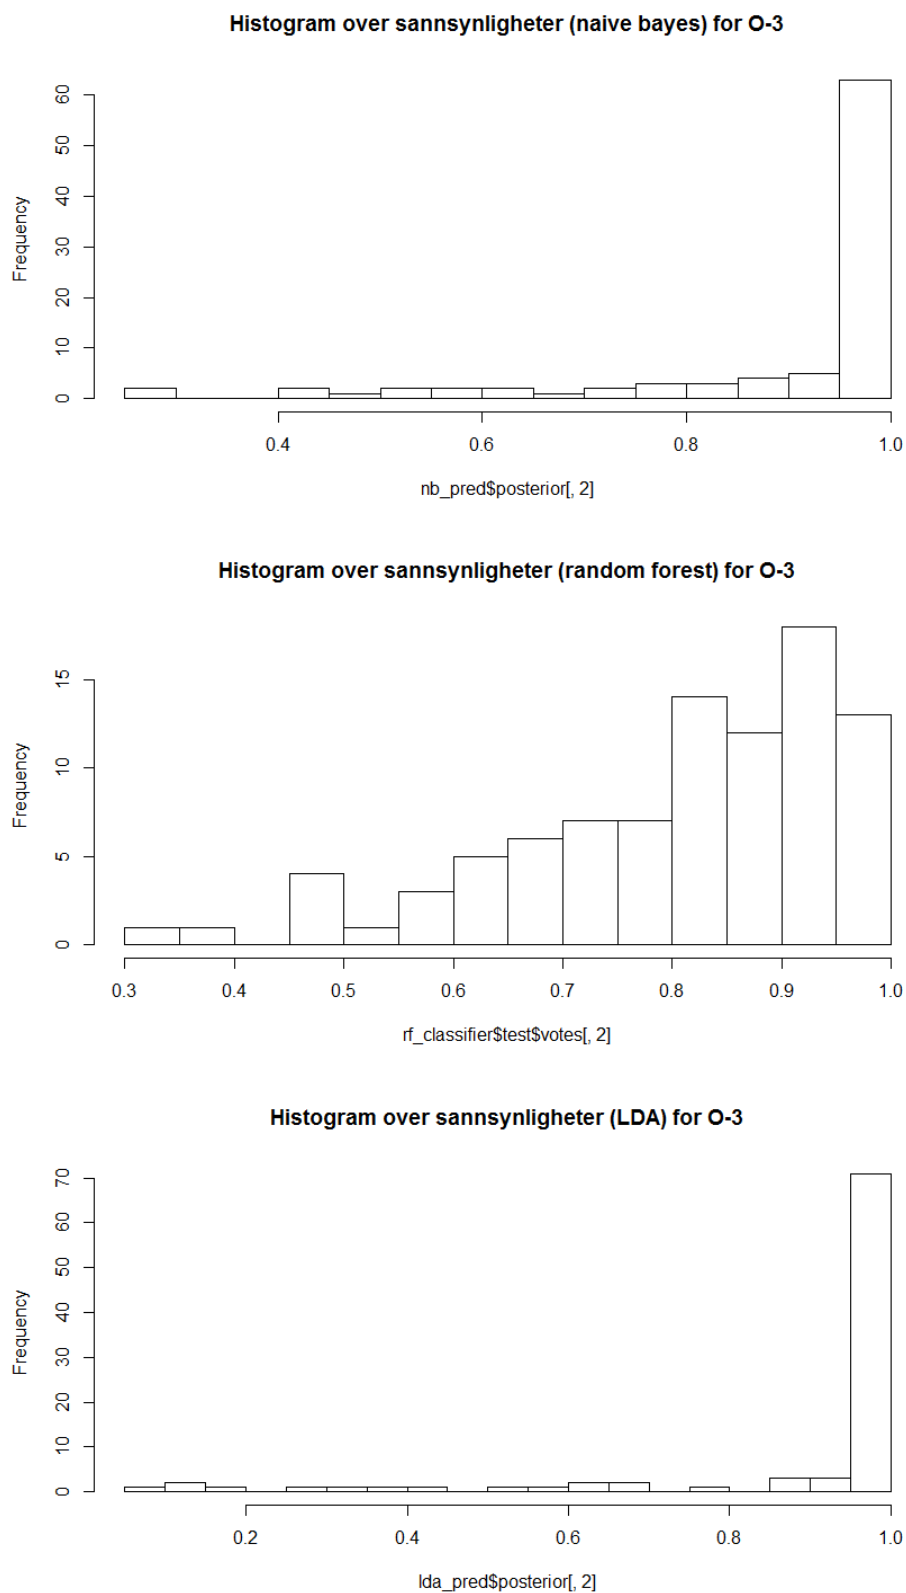 Histogram over sannsynligheter (naive bayes) for O-3
Frequency
0 10 20 30 40 50 60
0.4 0.6 0.8 1.0
nb_pred$posterior[, 2]
Histogram over sannsynligheter (random forest) for O-3
Frequency
0 5 10 15
0.3 0.4 0.5 0.6 0.7 0.8 0.9 1.0
rf_classifier$test$votes[, 2]
Histogram over sannsynligheter (LDA) for O-3
Frequency
0 10 20 30 40 50 60 70
0.2 0.4 0.6 0.8 1.0
lda_pred$posterior[, 2]